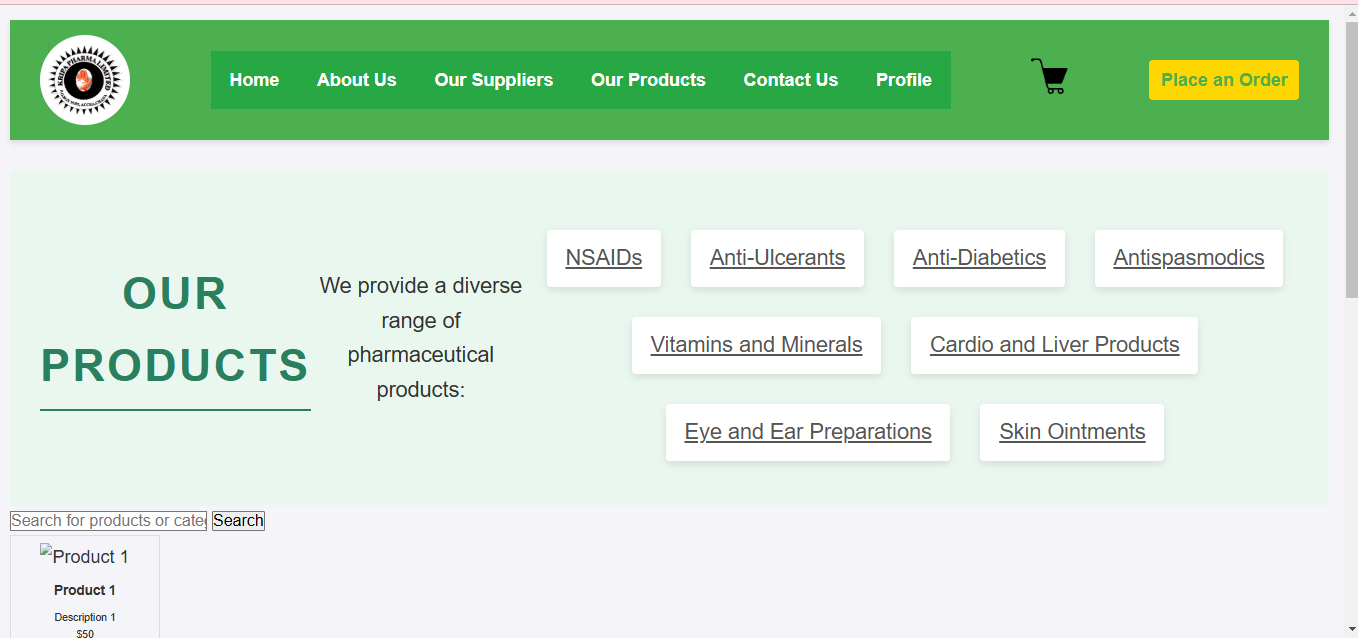 KRIPA PHARMA LIMITED
Home
About Us
Our Suppliers
Our Products
Contact Us
Profile
Place an Order
OUR
PRODUCTS
We provide a diverse
range of
pharmaceutical
products:
NSAIDs
Anti-Ulcerants
Anti-Diabetics
Antispasmodics
Vitamins and Minerals
Cardio and Liver Products
Eye and Ear Preparations
Skin Ointments
Search for products or cate
Search
Product 1
Product 1
Description 1
$50